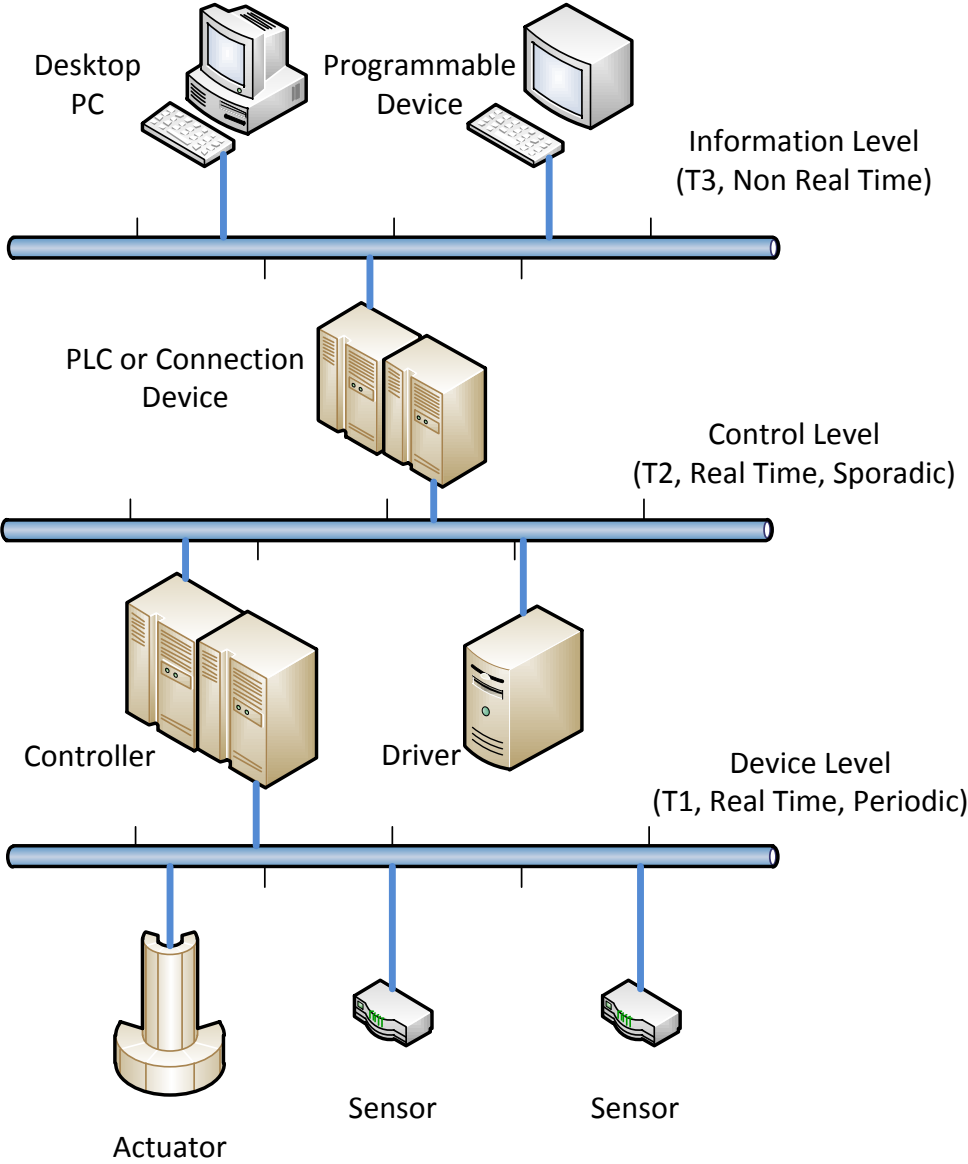 Desktop
PC
Programmable
Device
Information Level
(T3, Non Real Time)
PLC or Connection
Device
Control Level
(T2, Real Time, Sporadic)
Controller
Driver
Device Level
(T1, Real Time, Periodic)
Actuator
Sensor
Sensor